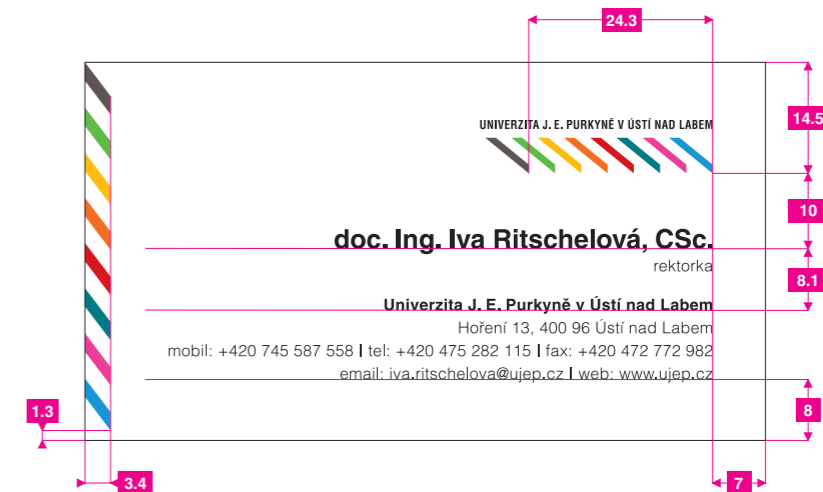 24.3
UNIVERZITA J. E. PURKYNĚ V ÚSTÍ NAD LABEM
14.5
10
doc. Ing. Iva Ritschelová, CSc.
rektorka
8.1
Univerzita J. E. Purkyně v Ústí nad Labem
Hoření 13, 400 96 Ústí nad Labem
mobil: +420 745 587 558 I tel: +420 475 282 115 I fax: +420 472 772 982
email: iva.ritschelova@ujep.cz I web: www.ujep.cz
1.3
8
3.4
7